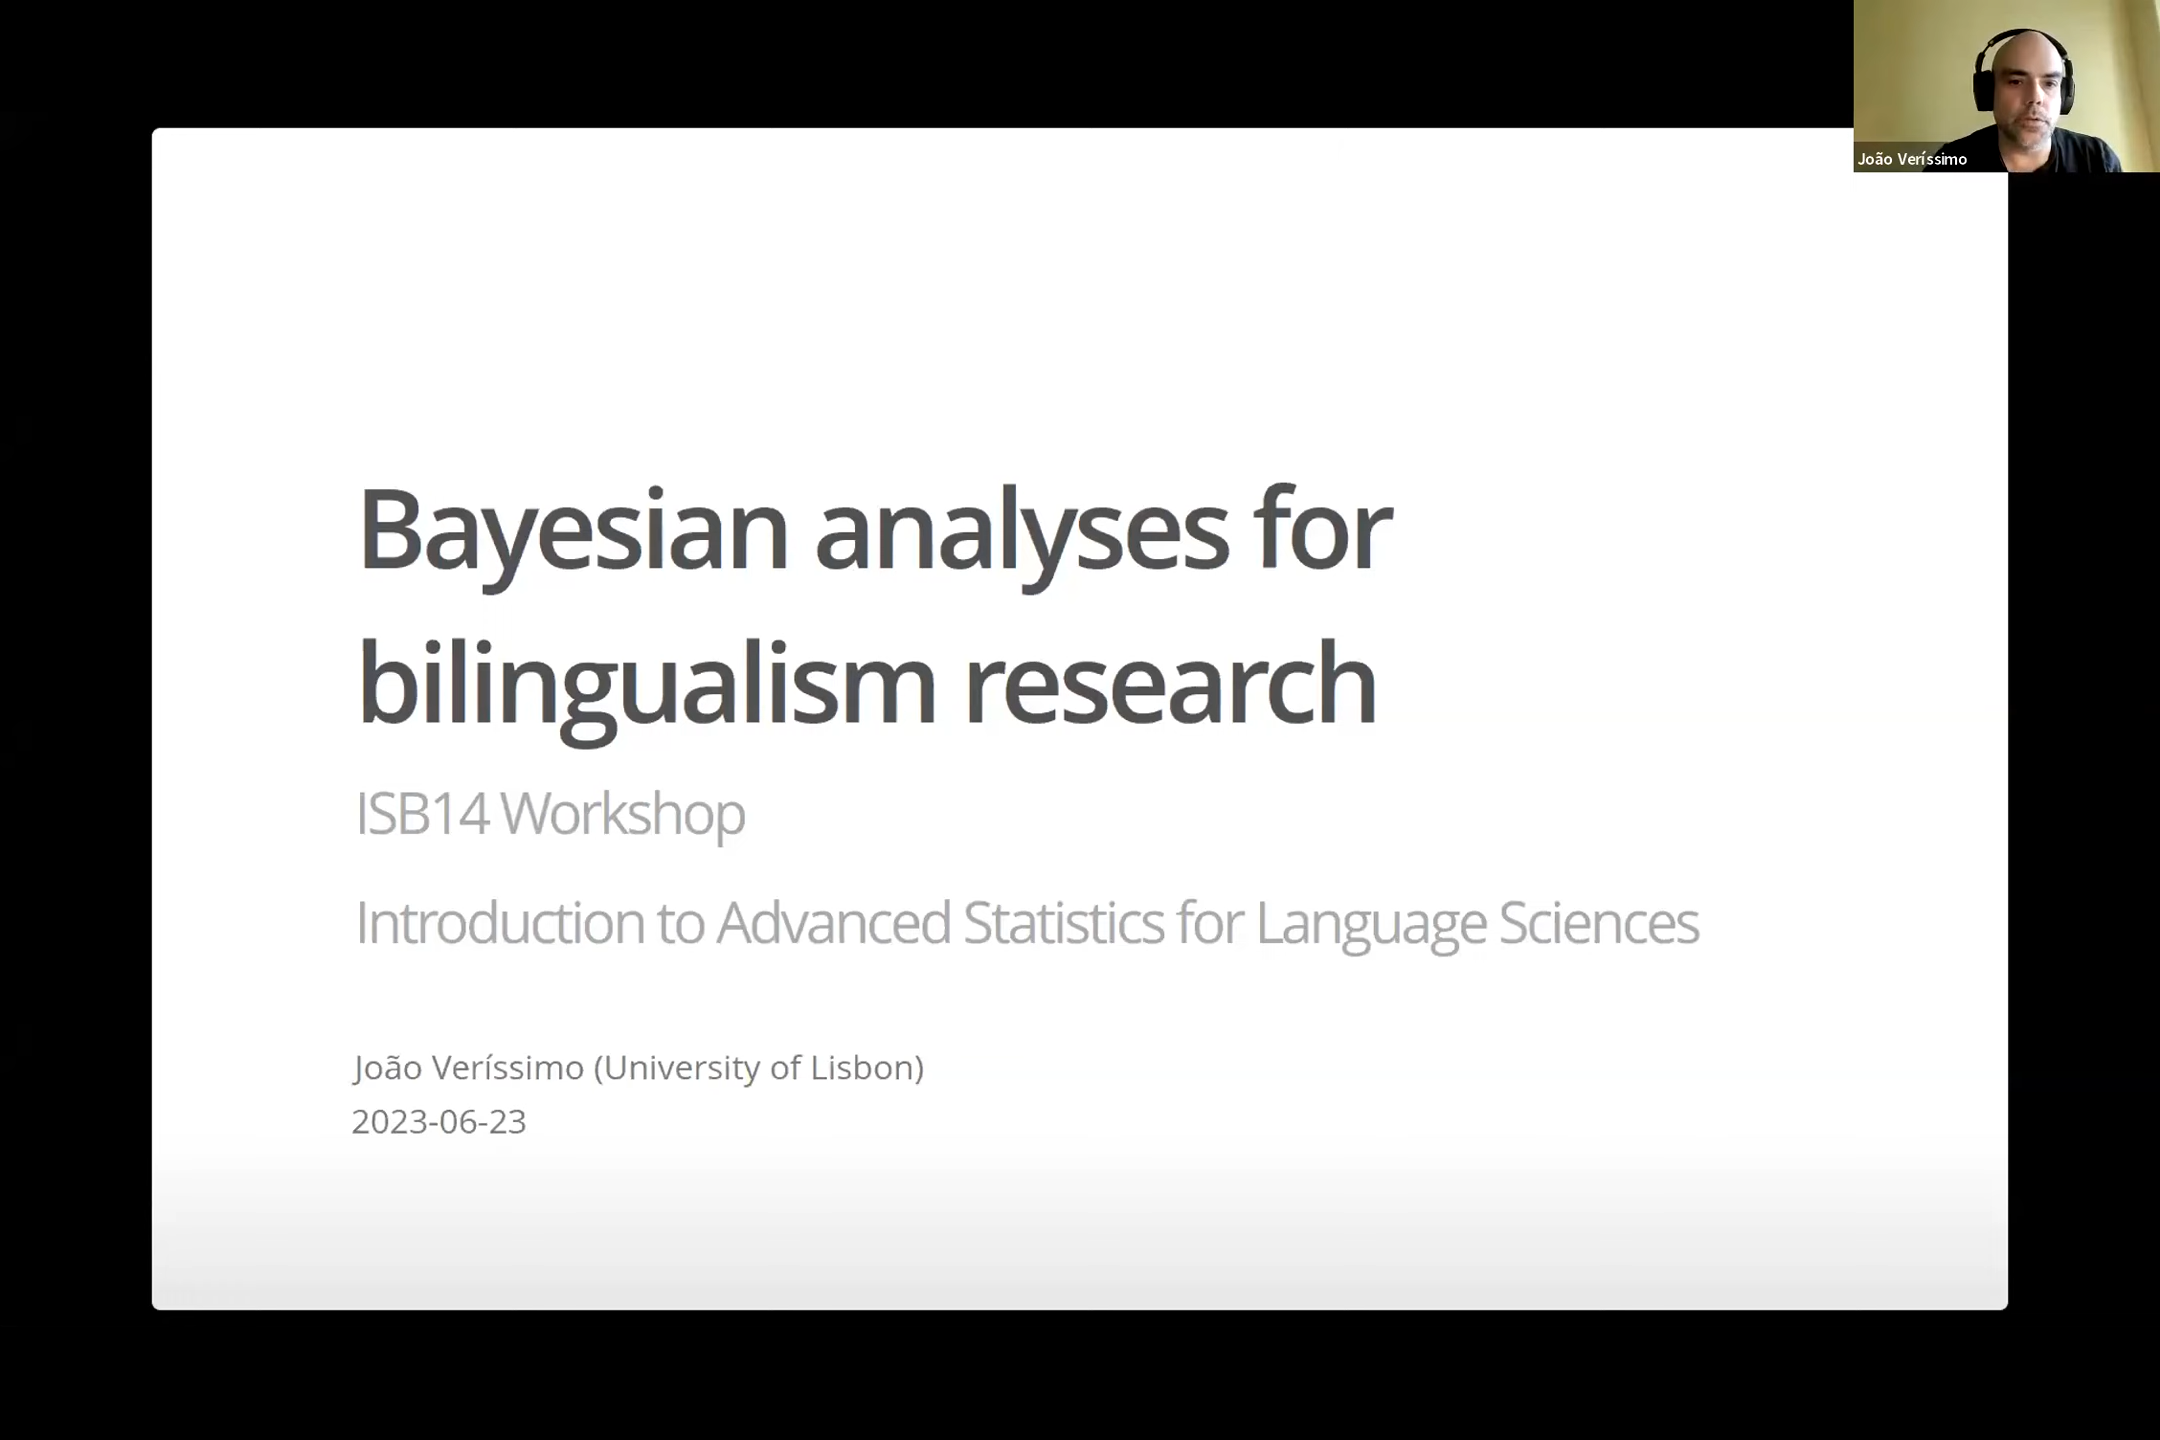 João Veríssimo
Bayesian analyses for
bilingualism research
ISB14 Workshop
Introduction to Advanced Statistics for Language Sciences
João Veríssimo (University of Lisbon)
2023-06-23